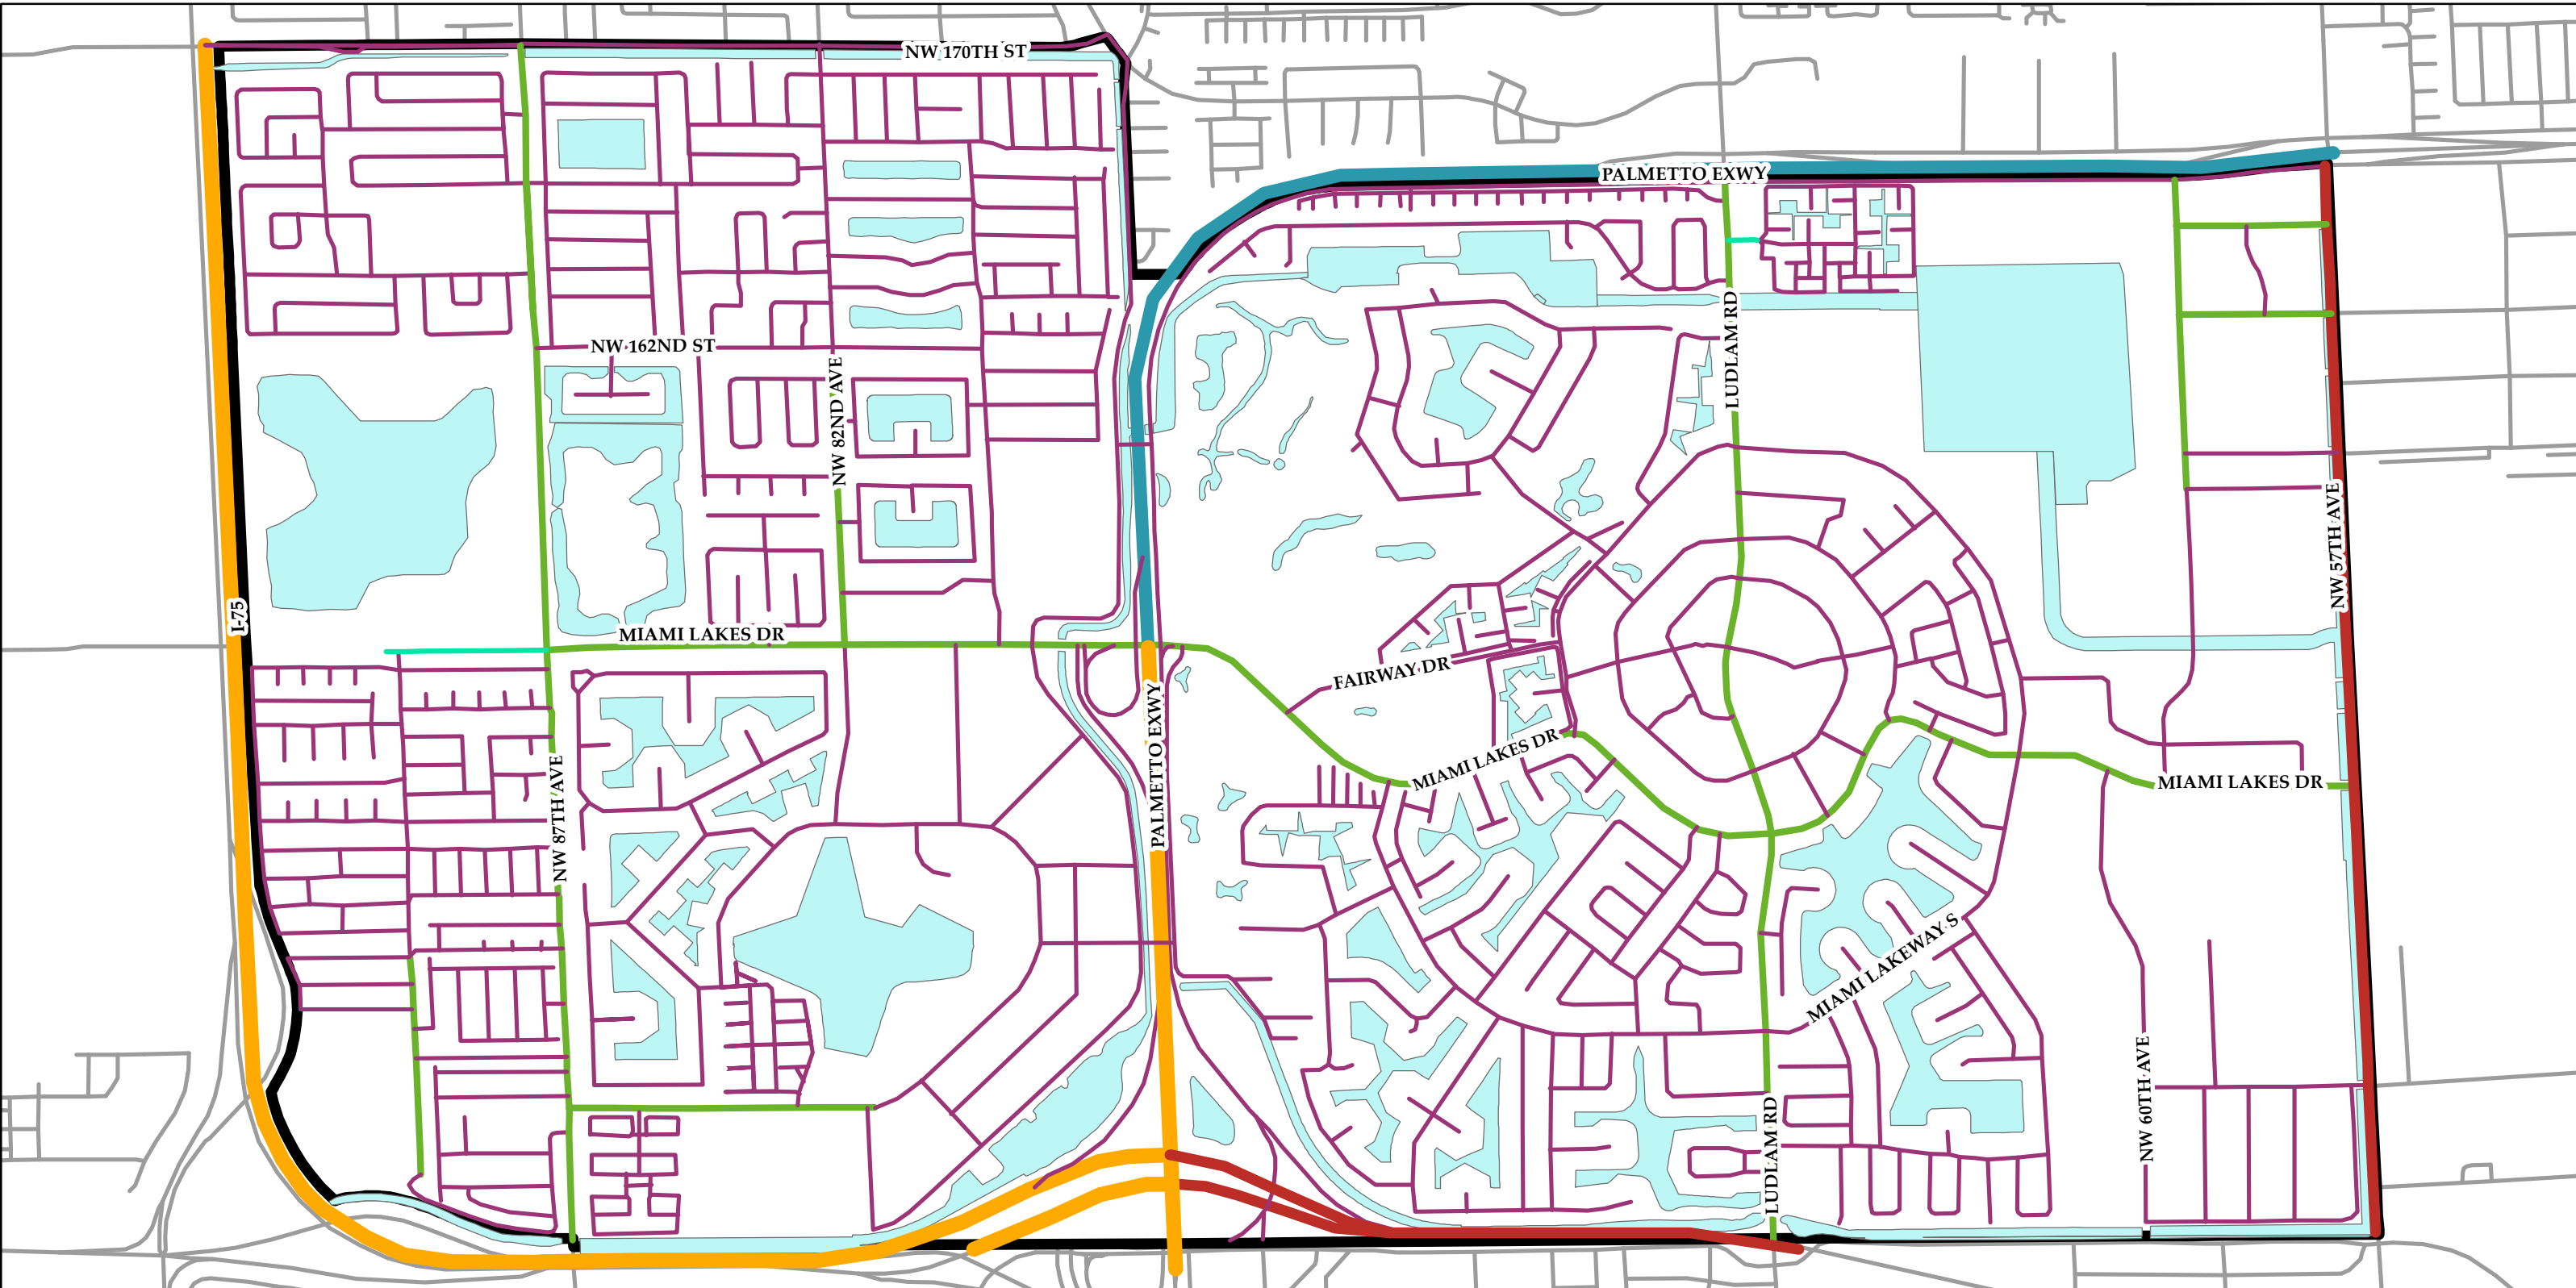 NW 170TH ST
PALMETTO EXWY
NW 162ND ST
NW 82ND AVE
LUDLAM RD
NW 57TH AVE
I-75
MIAMI LAKES DR
FAIRWAY DR
PALMETTO EXWY
MIAMI LAKES DR
MIAMI LAKES DR
NW 87TH AVE
MIAMI LAKEWAY S
NW 60TH AVE
LUDLAM RD